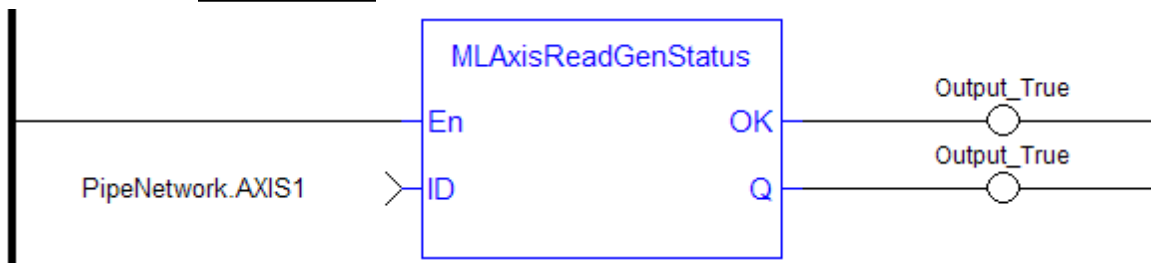 MLAxisReadGenStatus
Output_True
En
OK
Output_True
PipeNetwork.AXIS1
ID
Q